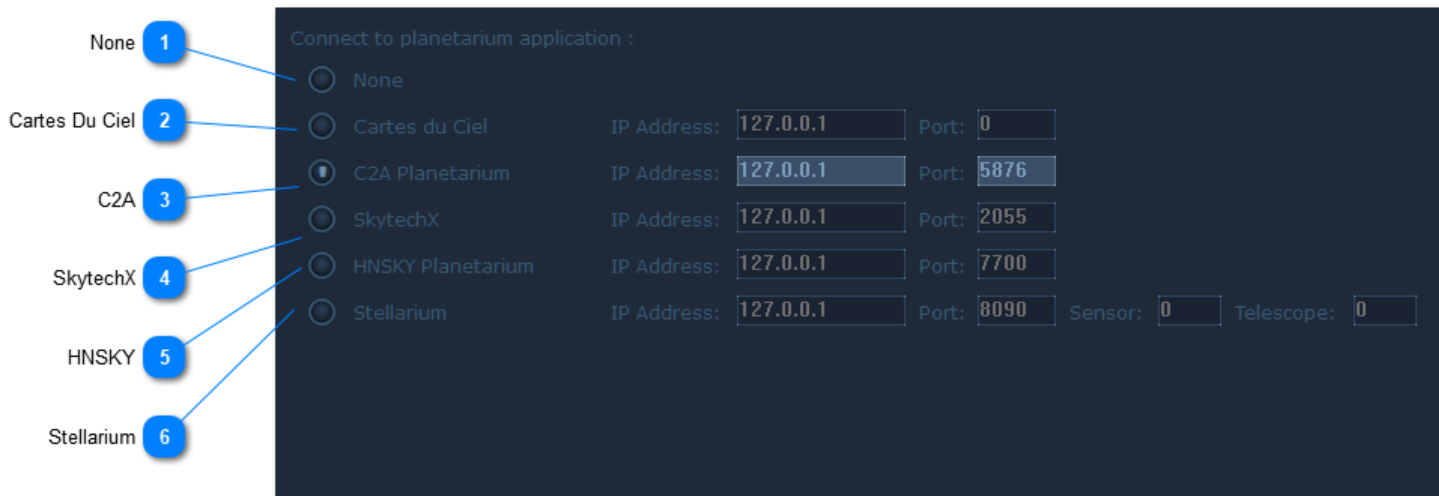 Connect to planetarium application :
None 1
None
Cartes Du Ciel 2
Cartes du Ciel IP Address: 127.0.0.1 Port: 0
C2A 3
C2A Planetarium IP Address: 127.0.0.1 Port: 5876
SkytechX 4
SkytechX IP Address: 127.0.0.1 Port: 2055
HNSKY 5
HNSKY Planetarium IP Address: 127.0.0.1 Port: 7700
Stellarium 6
Stellarium IP Address: 127.0.0.1 Port: 8090 Sensor: 0 Telescope: 0